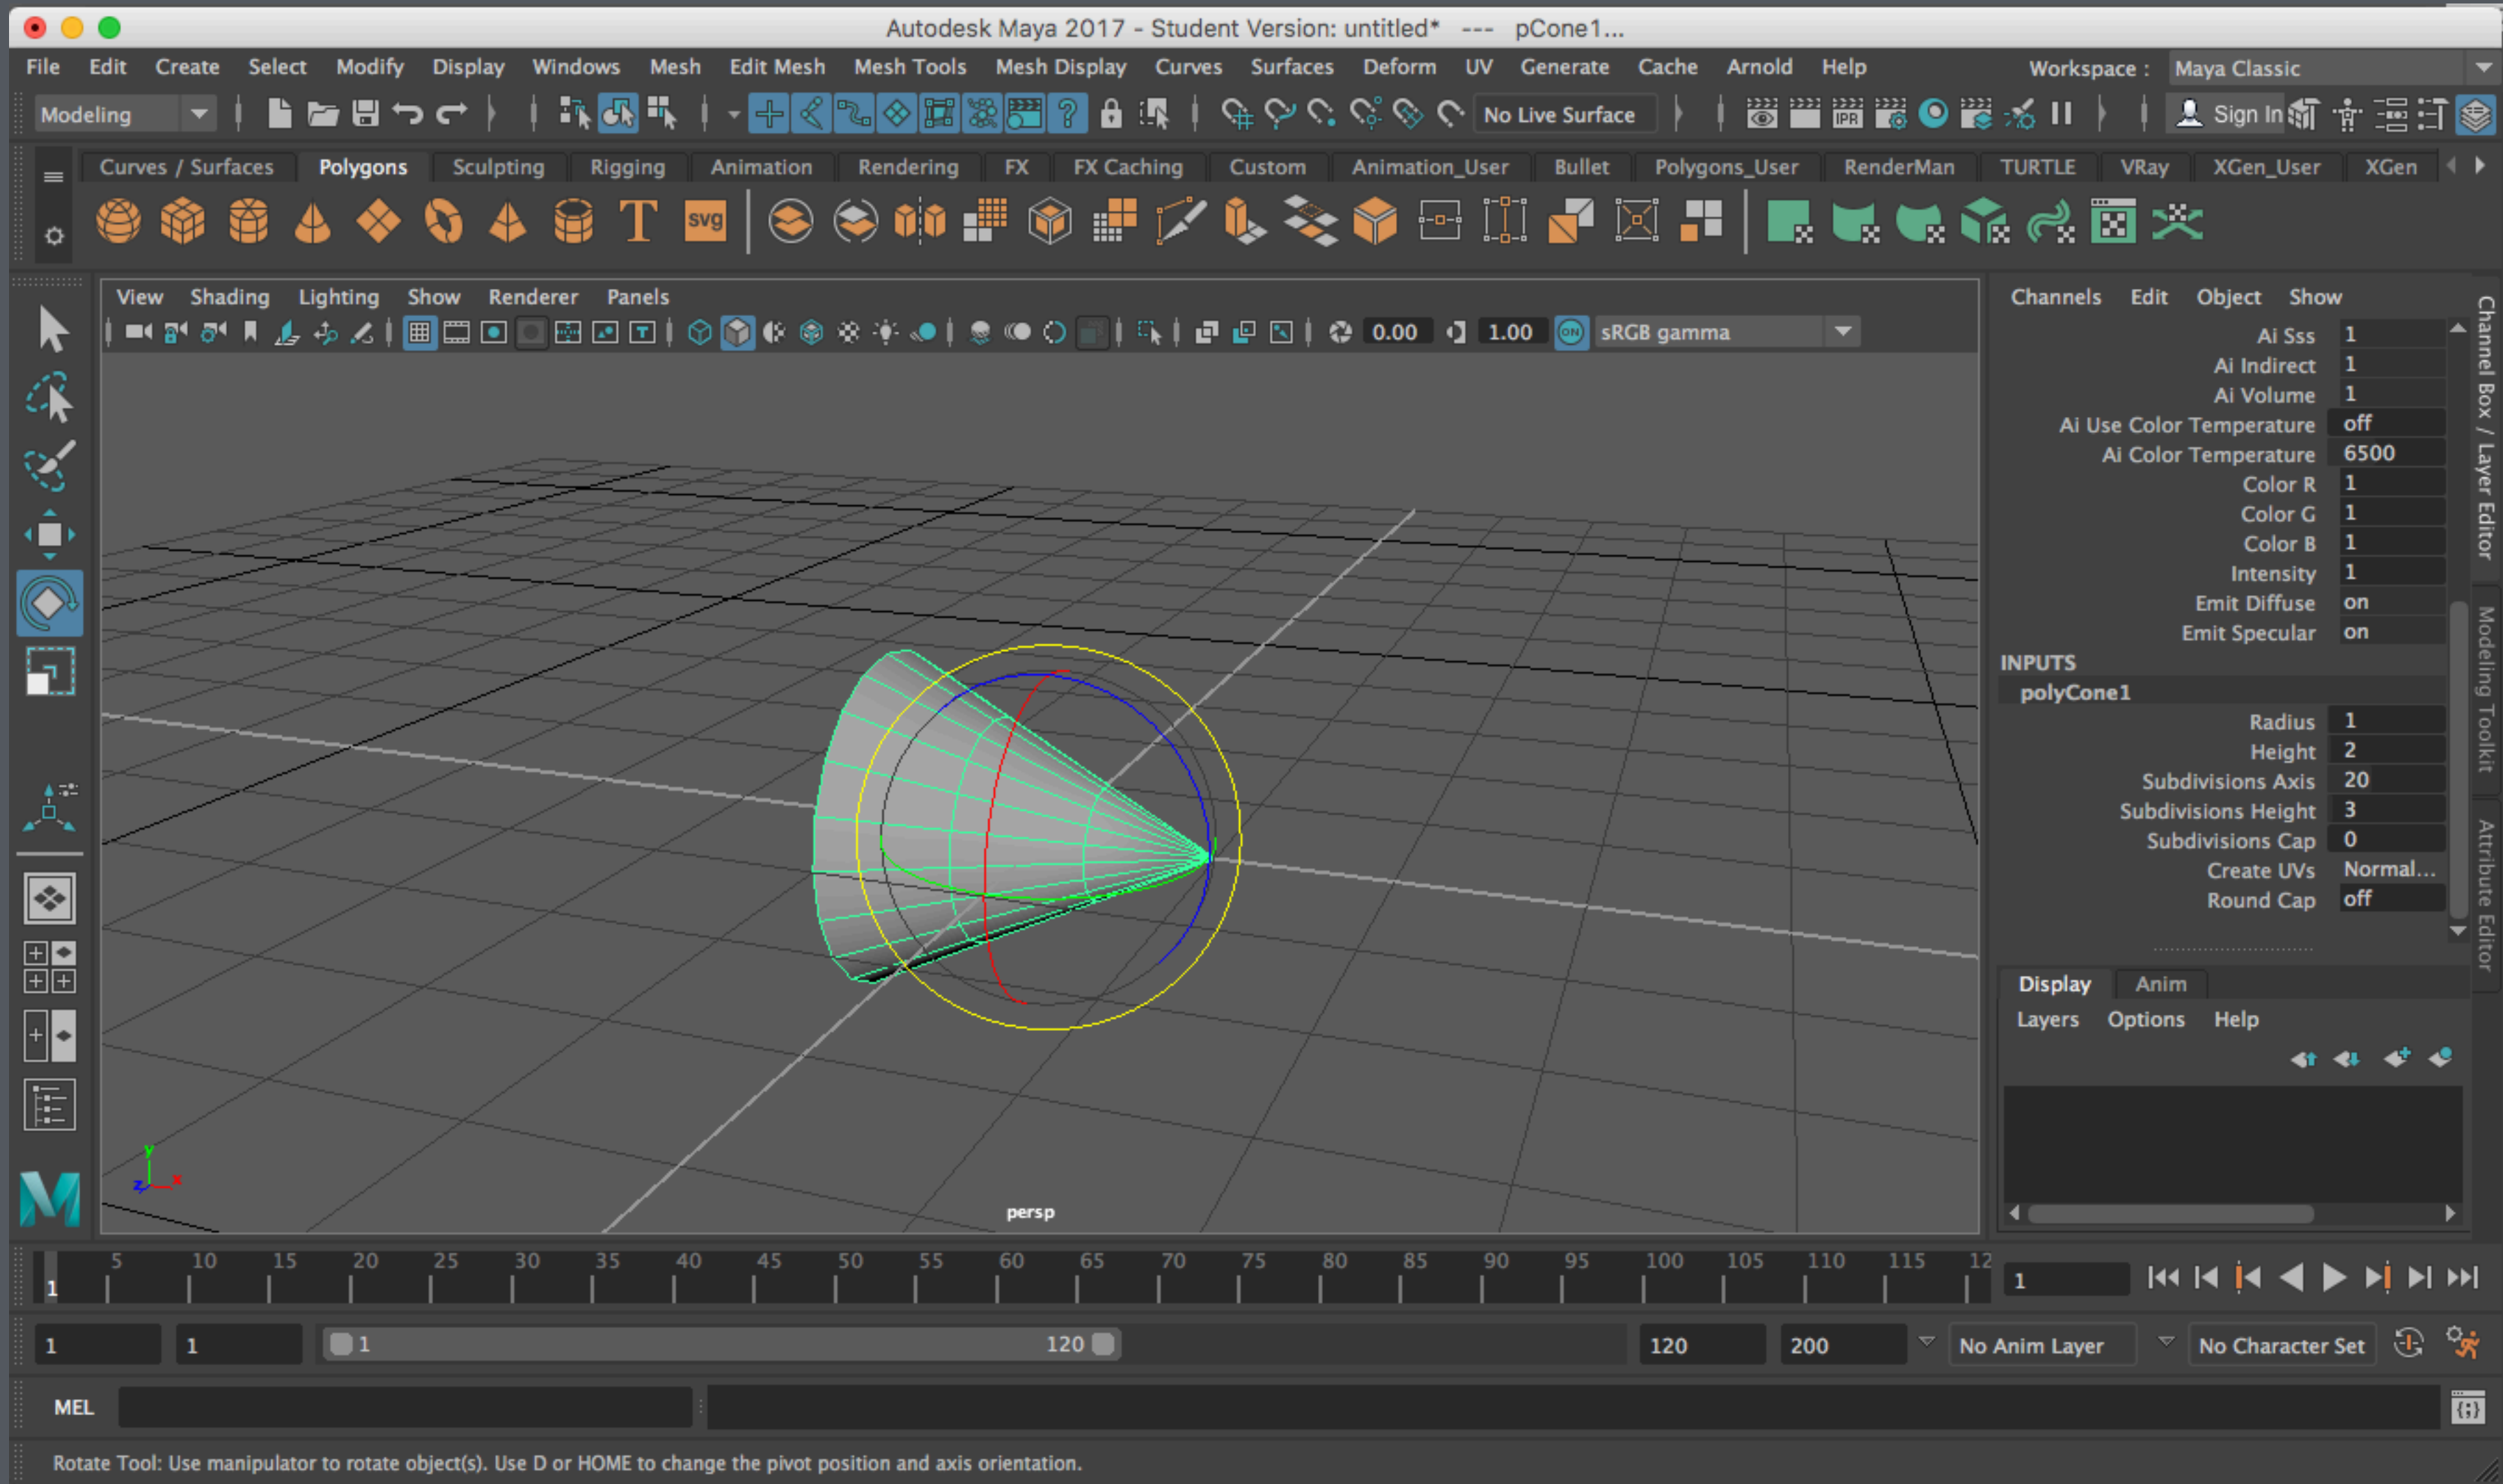 Autodesk Maya 2017 - Student Version: untitled* --- pCone1...
File Edit Create Select Modify Display Windows Mesh Edit Mesh Mesh Tools Mesh Display Curves Surfaces Deform UV Generate Cache Arnold Help Workspace : Maya Classic
Modeling IPR No Live Surface Sign In
Curves / Surfaces Polygons Sculpting Rigging Animation Rendering FX FX Caching Custom Animation_User Bullet Polygons_User RenderMan TURTLE VRay XGen_User XGen
T svg
View Shading Lighting Show Renderer Panels
0.00 1.00 ON sRGB gamma
Channels Edit Object Show
Ai Sss 1
Ai Indirect 1
Ai Volume 1
Ai Use Color Temperature off
Ai Color Temperature 6500
Color R 1
Color G 1
Color B 1
Intensity 1
Emit Diffuse on
Emit Specular on
INPUTS
polyCone1
Radius 1
Height 2
Subdivisions Axis 20
Subdivisions Height 3
Subdivisions Cap 0
Create UVs Normal...
Round Cap off
Channel Box / Layer Editor
Modeling Toolkit
Attribute Editor
Display Anim
Layers Options Help
y
z x
persp
M
5 10 15 20 25 30 35 40 45 50 55 60 65 70 75 80 85 90 95 100 105 110 115 12
1 1
1 1 1 120 120 200 No Anim Layer No Character Set
MEL
Rotate Tool: Use manipulator to rotate object(s). Use D or HOME to change the pivot position and axis orientation.